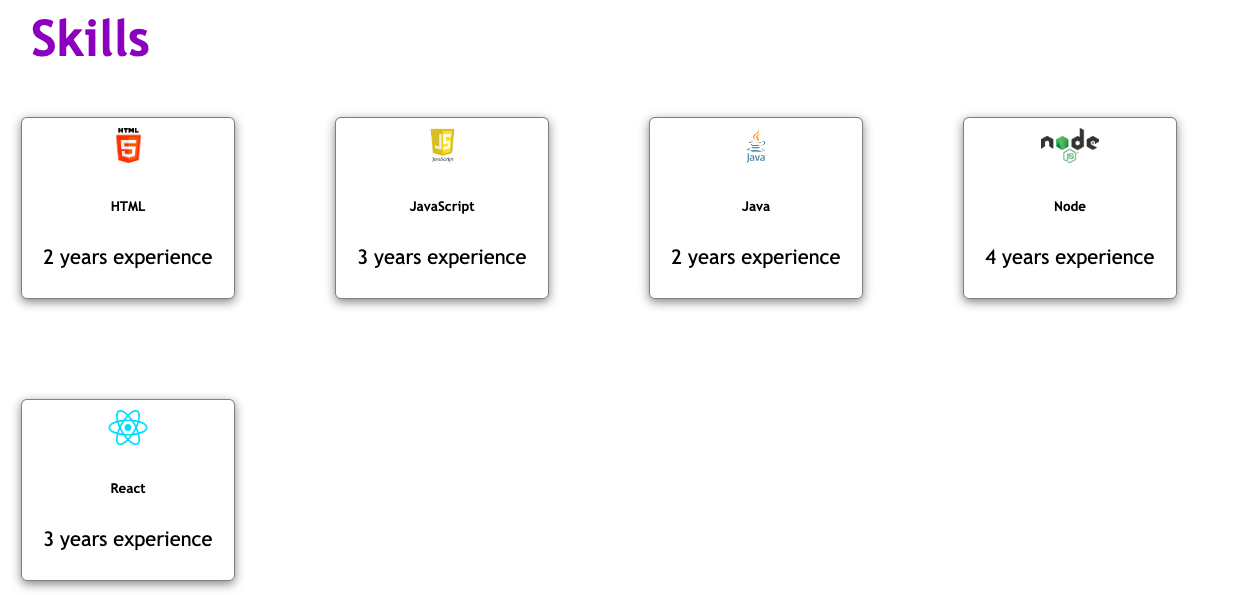 Skills
HTML
5
HTML
2 years experience
JS
JavaScript
JavaScript
3 years experience
Java
Java
2 years experience
node
JS
Node
4 years experience
React
3 years experience